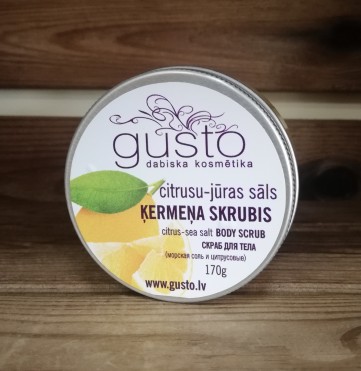 gusto
dabiska kosmētika
citrusu-jūras sāls
ĶERMEŅA SKRUBIS
citrus-sea salt BODY SCRUB
СКРАБ ДЛЯ ТЕЛА
(морская соль и цитрусовые)
170g
www.gusto.lv